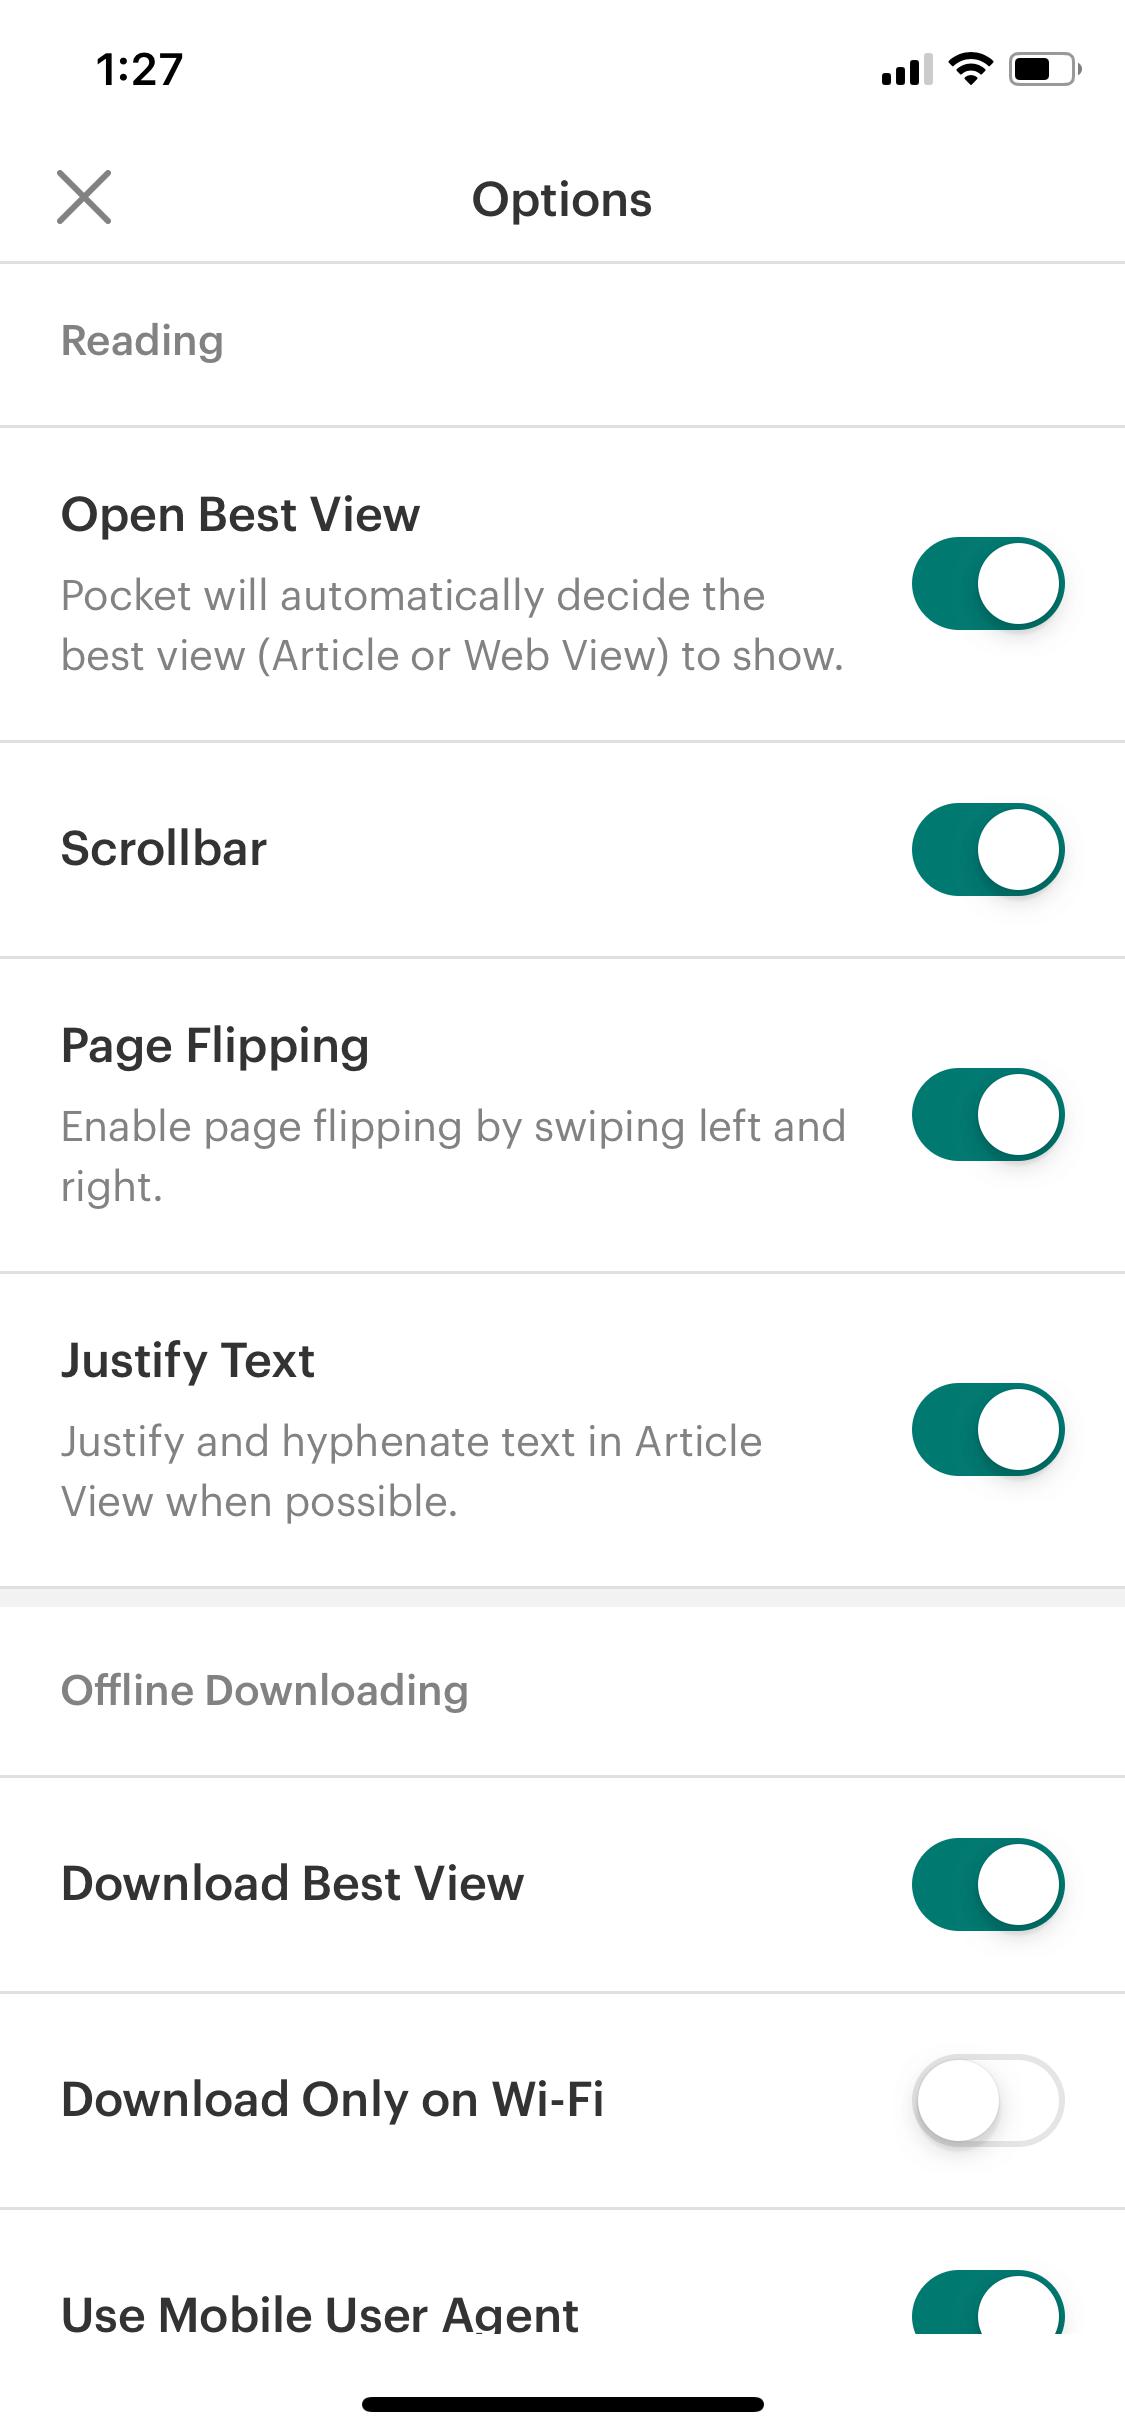 1:27
Options
Reading
Open Best View
Pocket will automatically decide the
best view (Article or Web View) to show.
Scrollbar
Page Flipping
Enable page flipping by swiping left and
right.
Justify Text
Justify and hyphenate text in Article
View when possible.
Offline Downloading
Download Best View
Download Only on Wi-Fi
Use Mobile User Agent